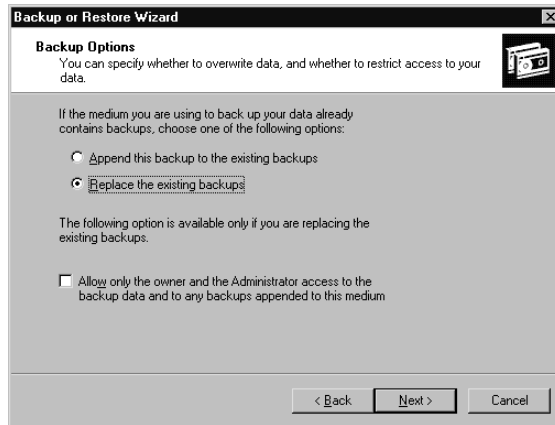 Backup or Restore Wizard
Backup Options
You can specify whether to overwrite data, and whether to restrict access to your
data.
If the medium you are using to back up your data already
contains backups, choose one of the following options:
Append this backup to the existing backups
Replace the existing backups
The following option is available only if you are replacing the
existing backups.
Allow only the owner and the Administrator access to the
backup data and to any backups appended to this medium
< Back
Next >
Cancel